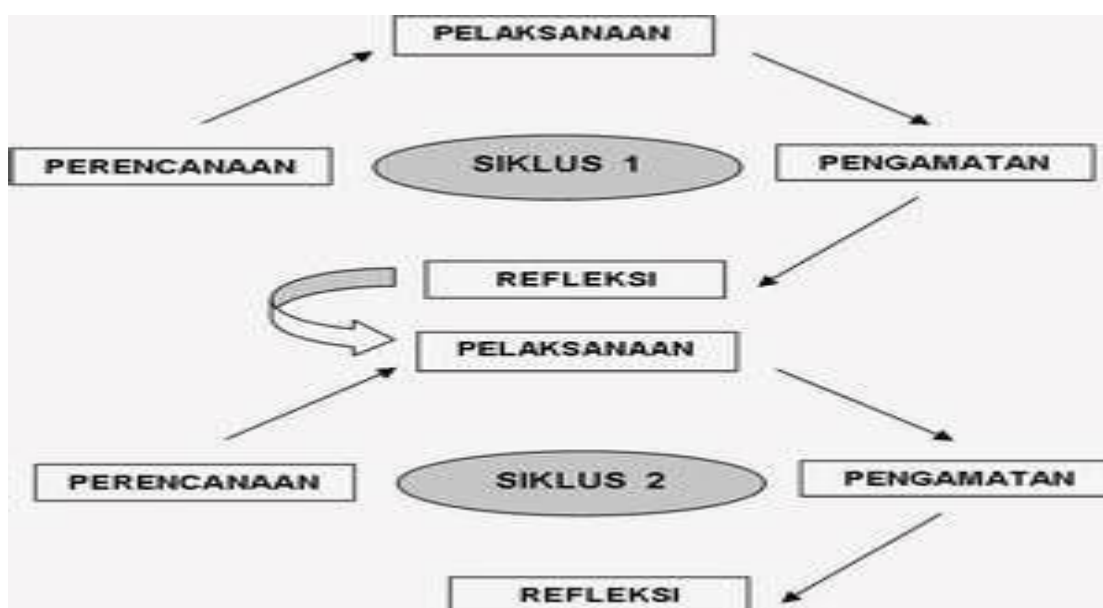 PELAKSANAAN
PERENCANAAN
SIKLUS 1
PENGAMATAN
REFLEKSI
PELAKSANAAN
PERENCANAAN
SIKLUS 2
PENGAMATAN
REFLEKSI